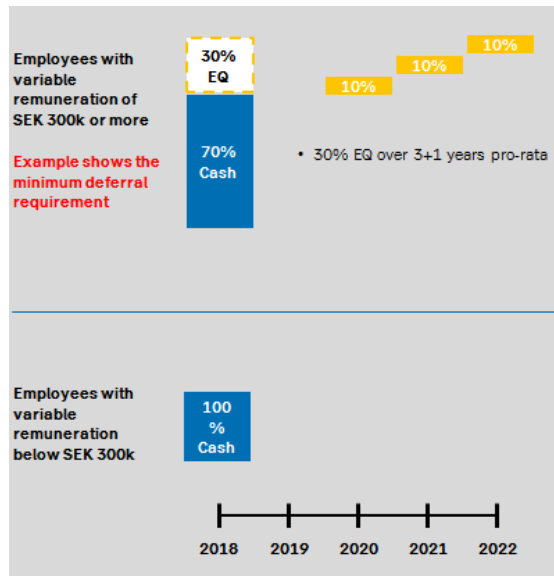 Employees with
variable
remuneration of
SEK 300k or more
Example shows the
minimum deferral
requirement
30%
EQ
70%
Cash
10%
10%
10%
• 30% EQ over 3+1 years pro-rata
Employees with
variable
remuneration
below SEK 300k
100
%
Cash
2018 2019 2020 2021 2022